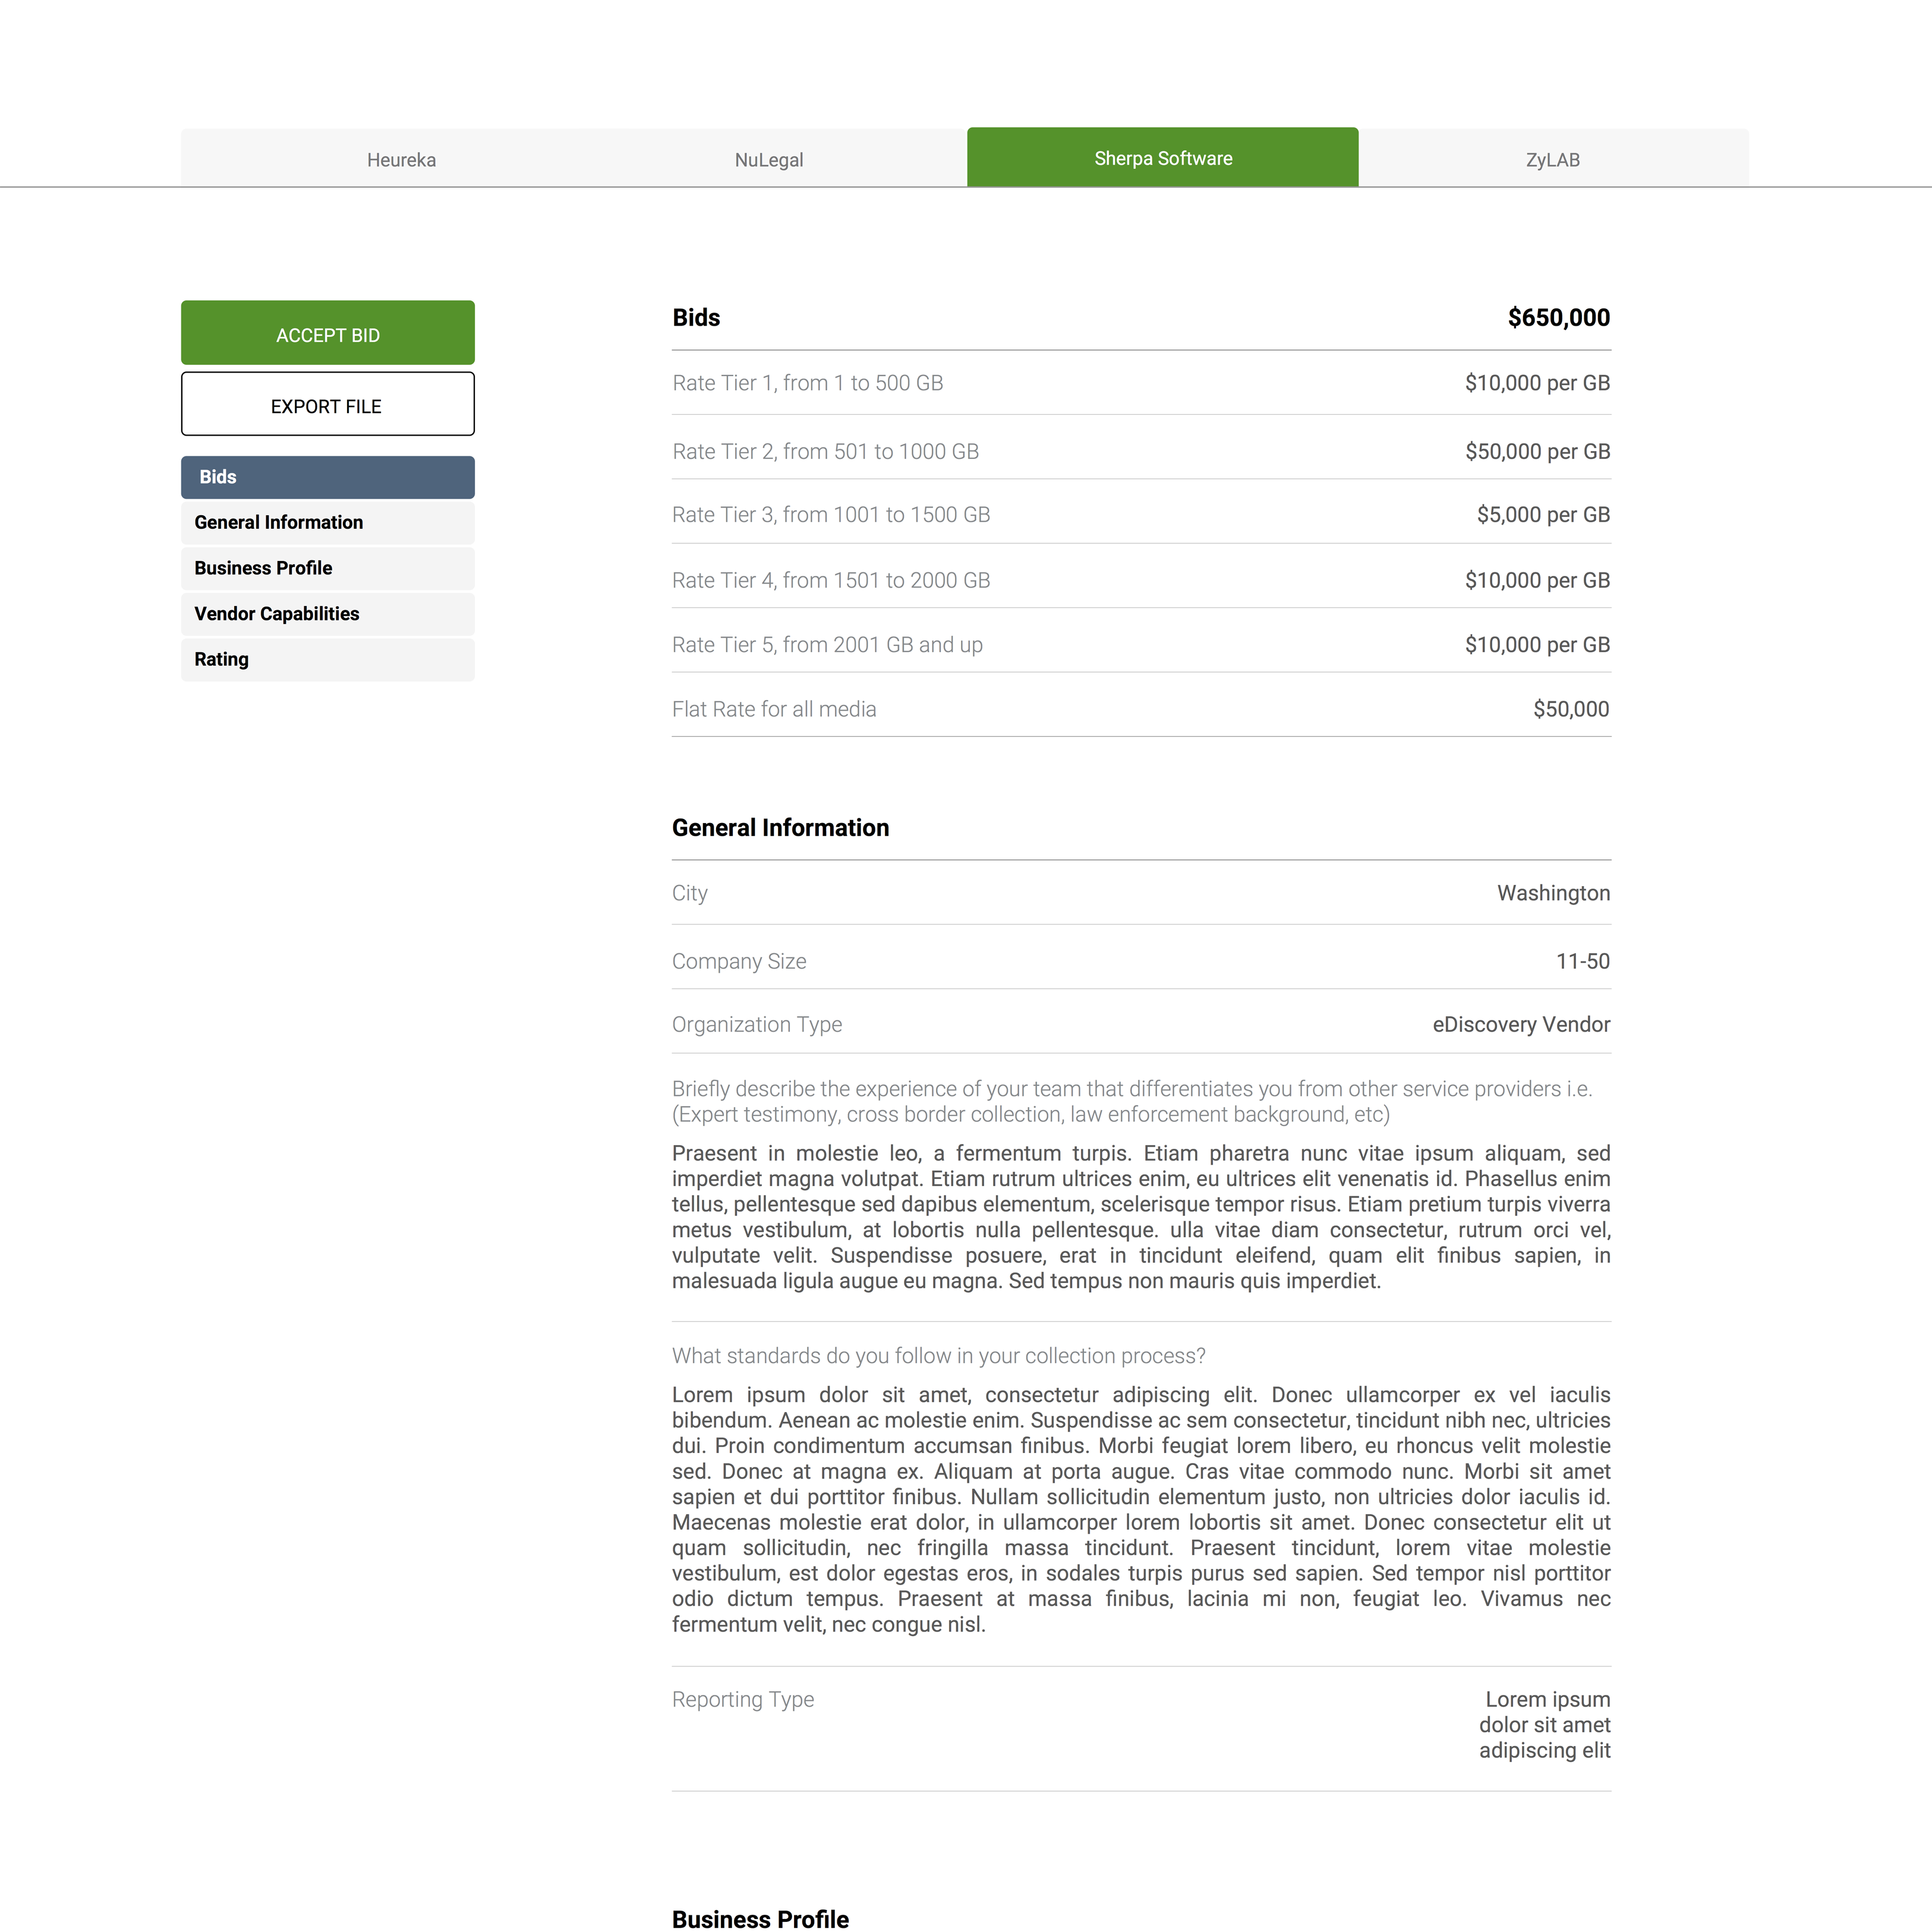 Heureka
NuLegal
Sherpa Software
ZyLAB
ACCEPT BID
EXPORT FILE
Bids
General Information
Business Profile
Vendor Capabilities
Rating
Bids $650,000
Rate Tier 1, from 1 to 500 GB $10,000 per GB
Rate Tier 2, from 501 to 1000 GB $50,000 per GB
Rate Tier 3, from 1001 to 1500 GB $5,000 per GB
Rate Tier 4, from 1501 to 2000 GB $10,000 per GB
Rate Tier 5, from 2001 GB and up $10,000 per GB
Flat Rate for all media $50,000
General Information
City Washington
Company Size 11-50
Organization Type eDiscovery Vendor
Briefly describe the experience of your team that differentiates you from other service providers i.e.
(Expert testimony, cross border collection, law enforcement background, etc)
Praesent in molestie leo, a fermentum turpis. Etiam pharetra nunc vitae ipsum aliquam, sed
imperdiet magna volutpat. Etiam rutrum ultrices enim, eu ultrices elit venenatis id. Phasellus enim
tellus, pellentesque sed dapibus elementum, scelerisque tempor risus. Etiam pretium turpis viverra
metus vestibulum, at lobortis nulla pellentesque. ulla vitae diam consectetur, rutrum orci vel,
vulputate velit. Suspendisse posuere, erat in tincidunt eleifend, quam elit finibus sapien, in
malesuada ligula augue eu magna. Sed tempus non mauris quis imperdiet.
What standards do you follow in your collection process?
Lorem ipsum dolor sit amet, consectetur adipiscing elit. Donec ullamcorper ex vel iaculis
bibendum. Aenean ac molestie enim. Suspendisse ac sem consectetur, tincidunt nibh nec, ultricies
dui. Proin condimentum accumsan finibus. Morbi feugiat lorem libero, eu rhoncus velit molestie
sed. Donec at magna ex. Aliquam at porta augue. Cras vitae commodo nunc. Morbi sit amet
sapien et dui porttitor finibus. Nullam sollicitudin elementum justo, non ultricies dolor iaculis id.
Maecenas molestie erat dolor, in ullamcorper lorem lobortis sit amet. Donec consectetur elit ut
quam sollicitudin, nec fringilla massa tincidunt. Praesent tincidunt, lorem vitae molestie
vestibulum, est dolor egestas eros, in sodales turpis purus sed sapien. Sed tempor nisl porttitor
odio dictum tempus. Praesent at massa finibus, lacinia mi non, feugiat leo. Vivamus nec
fermentum velit, nec congue nisl.
Reporting Type Lorem ipsum
dolor sit amet
adipiscing elit
Business Profile